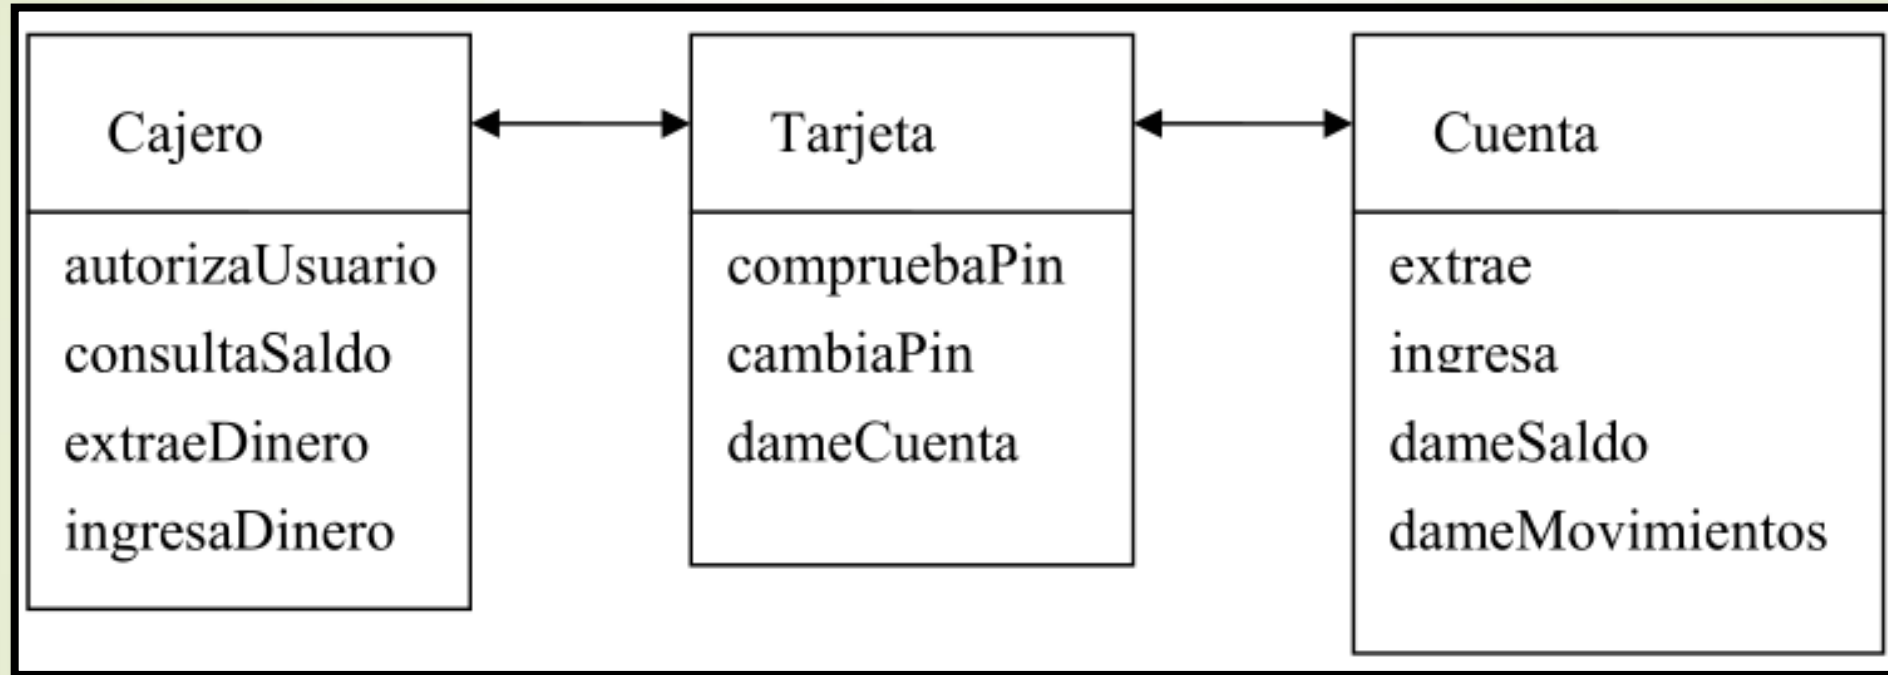 Cajero
autorizaUsuario
consultaSaldo
extraeDinero
ingresaDinero
Tarjeta
compruebaPin
cambiaPin
dameCuenta
Cuenta
extrae
ingresa
dameSaldo
dameMovimientos